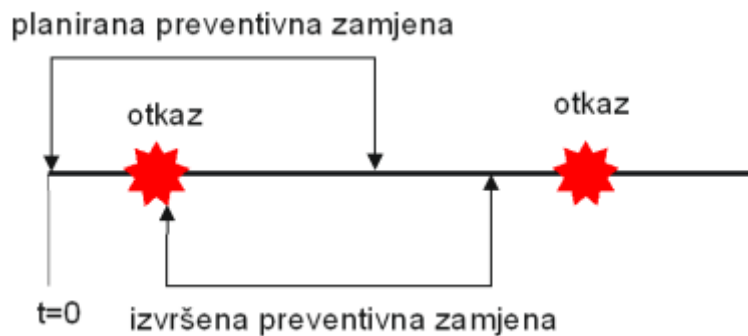 planirana preventivna zamjena
otkaz
otkaz
t=0
izvršena preventivna zamjena